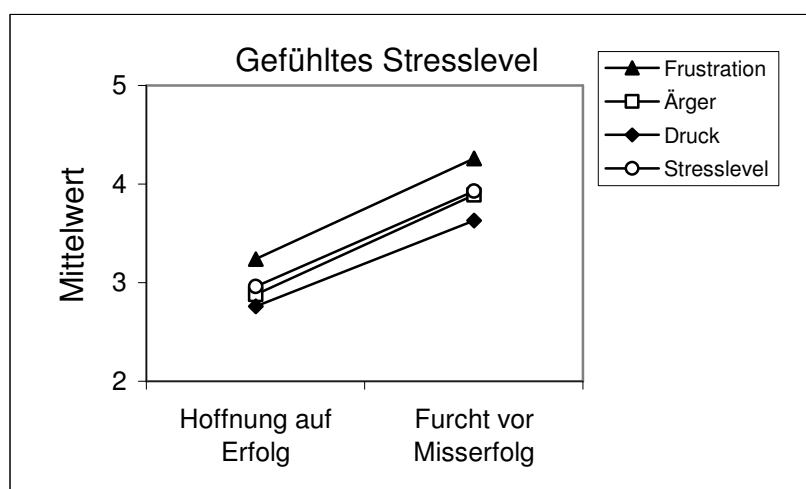 Gefühltes Stresslevel
Frustration
Ärger
Druck
Stresslevel
Mittelwert
5
4
3
2
Hoffnung auf
Erfolg
Furcht vor
Misserfolg